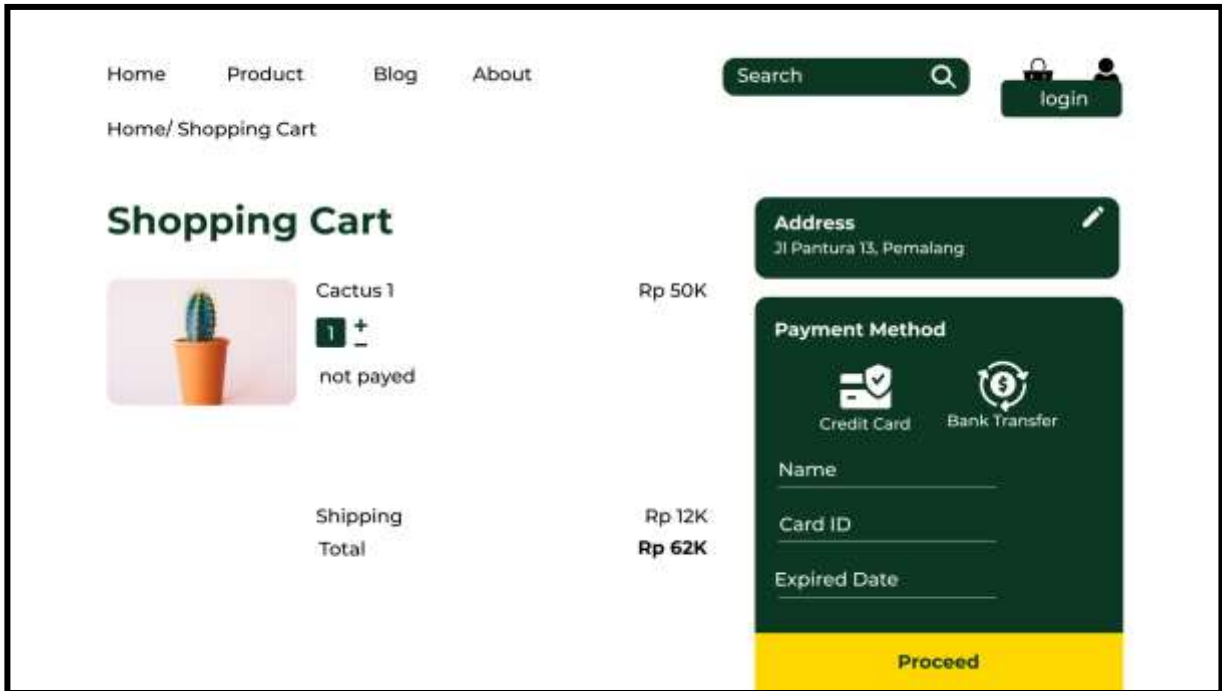 Home Product Blog About Search
login
Home/ Shopping Cart
Shopping Cart
Cactus 1 Rp 50K
1 +
−
not payed
Shipping Rp 12K
Total Rp 62K
Address
Jl Pantura 13, Pemalang
Payment Method
Credit Card Bank Transfer
Name
Card ID
Expired Date
Proceed